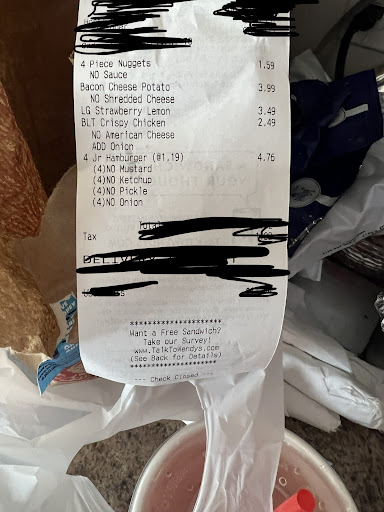 4 Piece Nuggets 1.59
NO Sauce
Bacon Cheese Potato 3.99
NO Shredded Cheese
LG Strawberry Lemon 3.49
BLT Crispy Chicken 2.49
NO American Cheese
ADD Onion
4 Jr Hamburger (@1.19) 4.76
(4)NO Mustard
(4)NO Ketchup
(4)NO Pickle
(4)NO Onion
Tax
*********************
Want a Free Sandwich?
Take our Survey!
www.TalkToWendys.com
(See Back for Details)
*********************
--- Check Closed ---